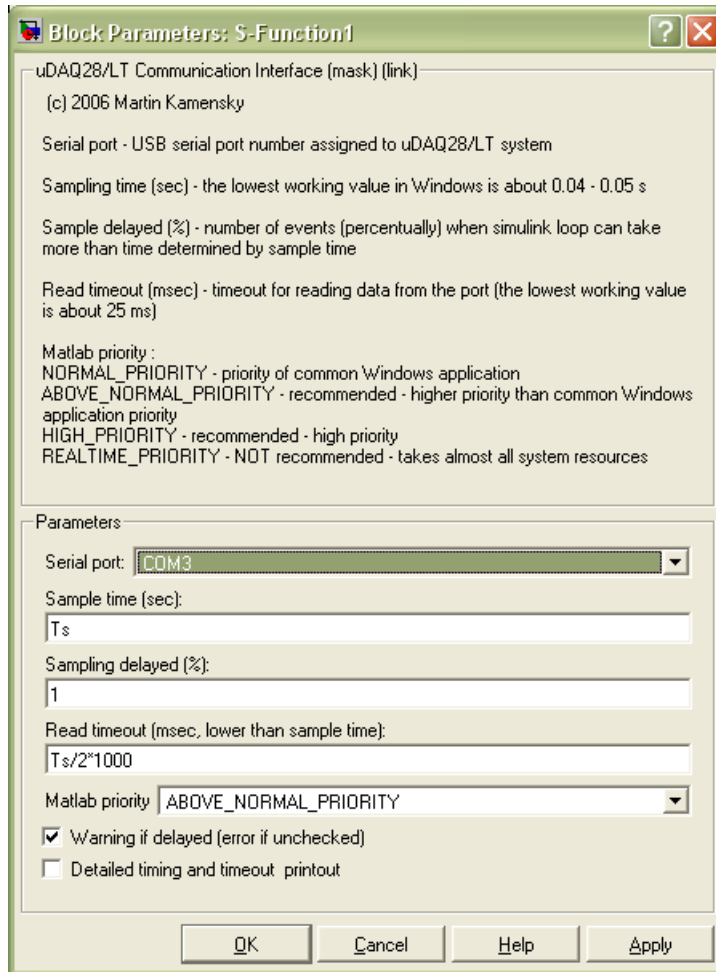 Block Parameters: S-Function1
uDAQ28/LT Communication Interface (mask) (link)
(c) 2006 Martin Kamensky
Serial port - USB serial port number assigned to uDAQ28/LT system
Sampling time (sec) - the lowest working value in Windows is about 0.04 - 0.05 s
Sample delayed (%) - number of events (percentually) when simulink loop can take
more than time determined by sample time
Read timeout (msec) - timeout for reading data from the port (the lowest working value
is about 25 ms)
Matlab priority :
NORMAL_PRIORITY - priority of common Windows application
ABOVE_NORMAL_PRIORITY - recommended - higher priority than common Windows
application priority
HIGH_PRIORITY - recommended - high priority
REALTIME_PRIORITY - NOT recommended - takes almost all system resources
Parameters
Serial port: COM3
Sample time (sec):
Ts
Sampling delayed (%):
1
Read timeout (msec, lower than sample time):
Ts/2*1000
Matlab priority ABOVE_NORMAL_PRIORITY
Warning if delayed (error if unchecked)
Detailed timing and timeout printout
OK Cancel Help Apply